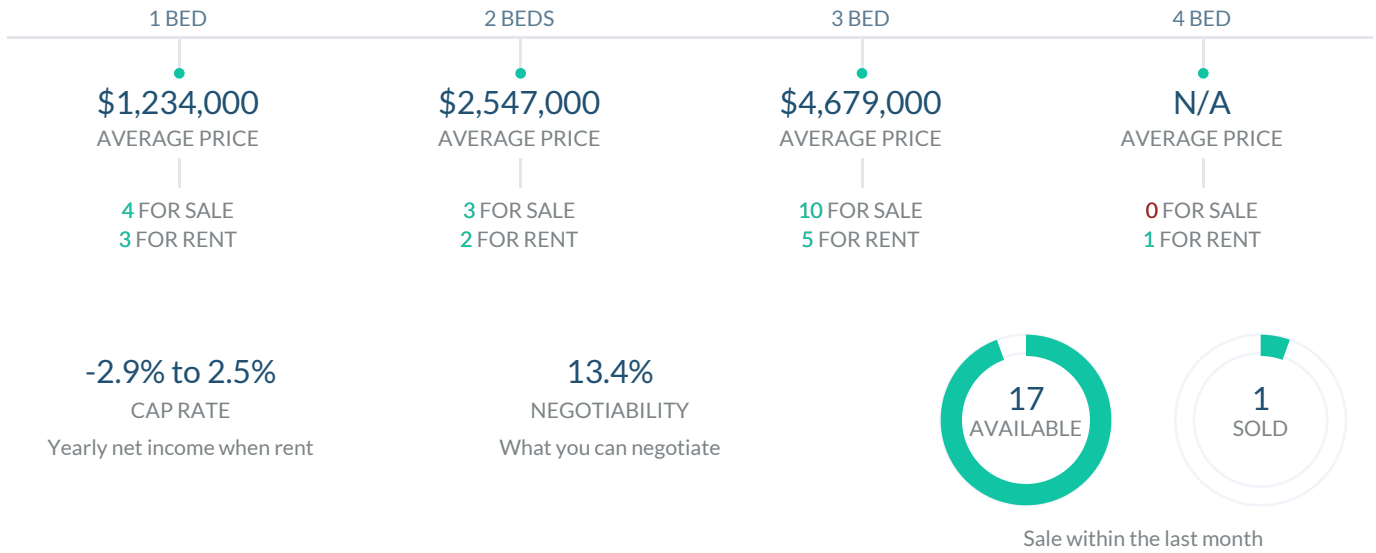 1 BED
2 BEDS
3 BED
4 BED
$1,234,000
AVERAGE PRICE
4 FOR SALE
3 FOR RENT
$2,547,000
AVERAGE PRICE
3 FOR SALE
2 FOR RENT
$4,679,000
AVERAGE PRICE
10 FOR SALE
5 FOR RENT
N/A
AVERAGE PRICE
0 FOR SALE
1 FOR RENT
-2.9% to 2.5%
CAP RATE
Yearly net income when rent
13.4%
NEGOTIABILITY
What you can negotiate
17
AVAILABLE
1
SOLD
Sale within the last month